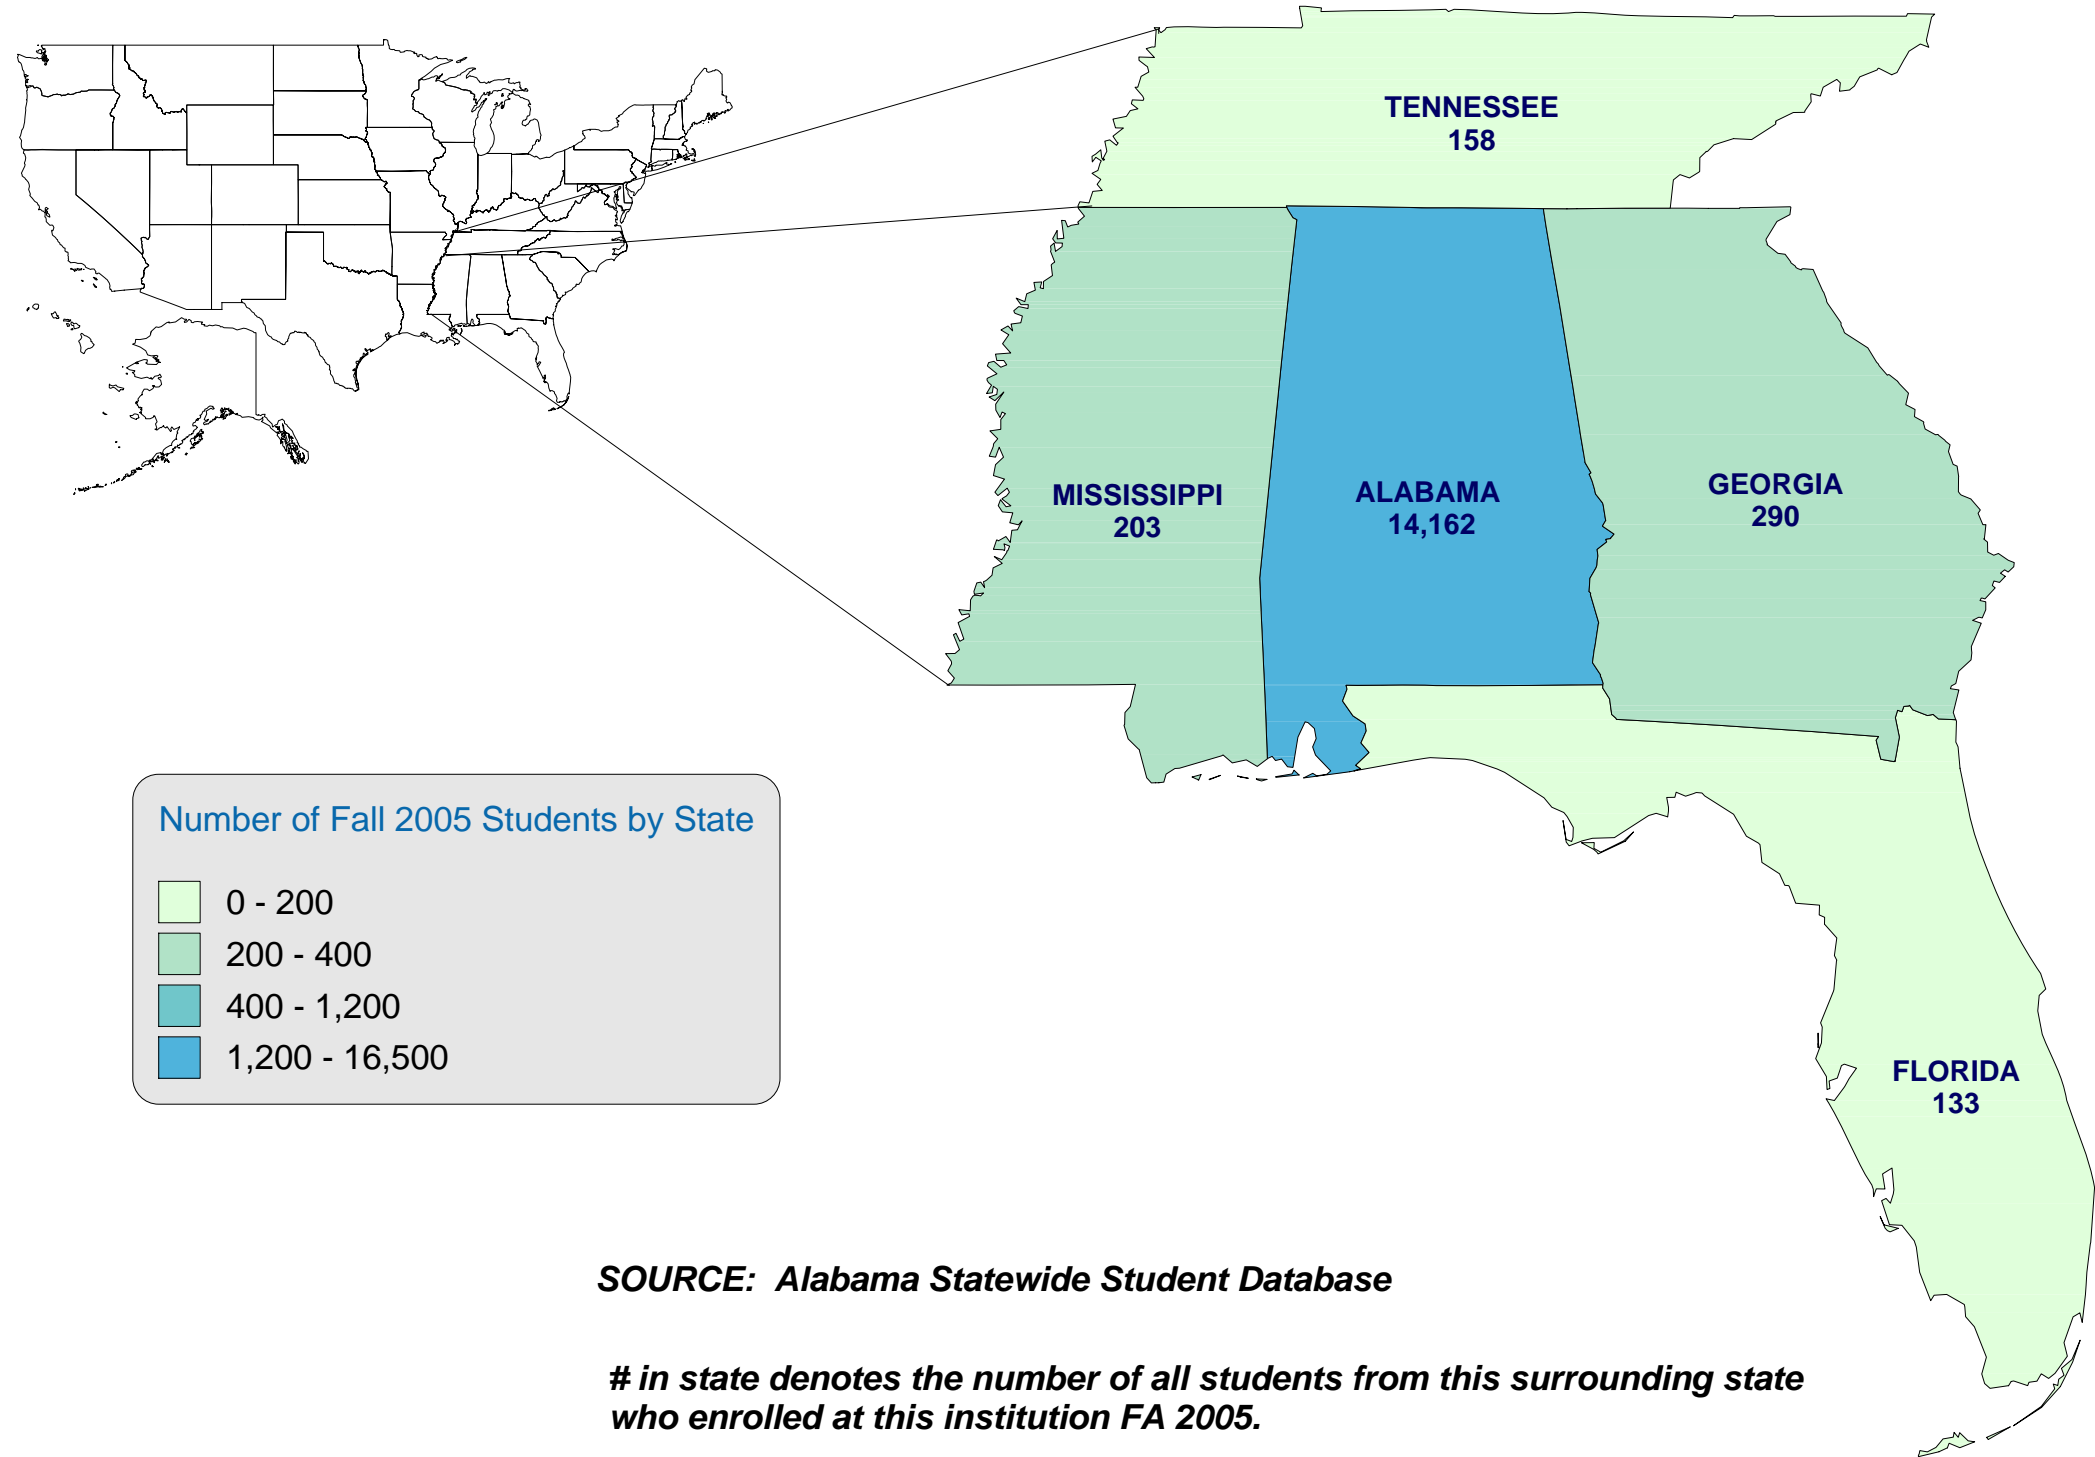 TENNESSEE
158
MISSISSIPPI
203
ALABAMA
14,162
GEORGIA
290
FLORIDA
133
Number of Fall 2005 Students by State
0 - 200
200 - 400
400 - 1,200
1,200 - 16,500
SOURCE:  Alabama Statewide Student Database
# in state denotes the number of all students from this surrounding state
who enrolled at this institution FA 2005.